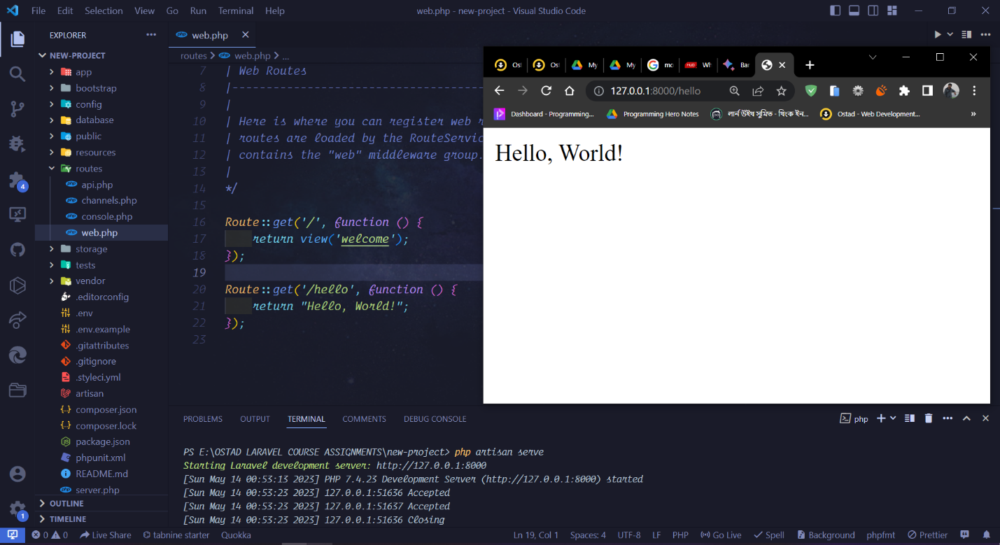 File Edit Selection View Go Run Terminal Help
web.php - new-project - Visual Studio Code
EXPLORER
NEW-PROJECT
app
bootstrap
config
database
public
resources
routes
api.php
channels.php
console.php
web.php
storage
tests
vendor
.editorconfig
.env
.env.example
.gitattributes
.gitignore
.styleci.yml
artisan
composer.json
composer.lock
package.json
phpunit.xml
README.md
server.php
OUTLINE
TIMELINE
4
1
web.php
routes > web.php > ...
7 | Web Routes
8 |-------------------------------------
9 |
10 | Here is where you can register web r
11 | routes are loaded by the RouteServic
12 | contains the "web" middleware group.
13 |
14 */
15
16 Route::get('/', function () {
17 return view('welcome');
18 });
19
20 Route::get('/hello', function () {
21 return "Hello, World!";
22 });
23
Ost Ost My My mc Wh Bar
127.0.0.1:8000/hello
Dashboard - Programming... Programming Hero Notes লার্ন উইথ সুমিত - থিংক ইন... Ostad - Web Development... »
Hello, World!
PROBLEMS OUTPUT TERMINAL COMMENTS DEBUG CONSOLE
php
PS E:\OSTAD LARAVEL COURSE ASSIGNMENTS\new-project> php artisan serve
Starting Laravel development server: http://127.0.0.1:8000
[Sun May 14 00:53:13 2023] PHP 7.4.23 Development Server (http://127.0.0.1:8000) started
[Sun May 14 00:53:23 2023] 127.0.0.1:51636 Accepted
[Sun May 14 00:53:23 2023] 127.0.0.1:51637 Accepted
[Sun May 14 00:53:23 2023] 127.0.0.1:51636 Closing
0 0 Live Share tabnine starter Quokka Ln 19, Col 1 Spaces: 4 UTF-8 LF PHP Go Live Spell Background phpfmt Prettier